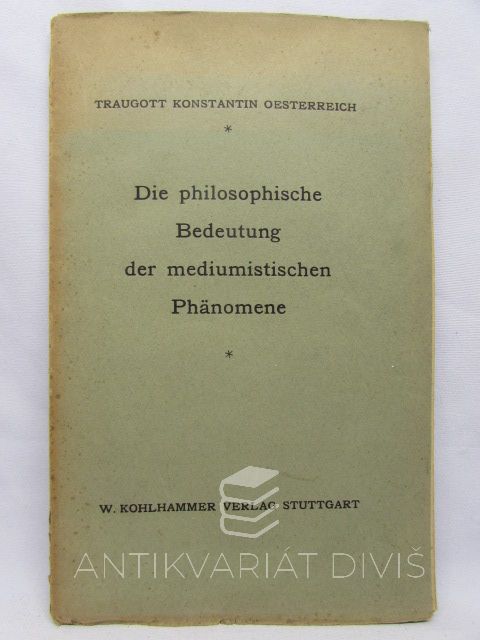 TRAUGOTT KONSTANTIN OESTERREICH
*
Die philosophische
Bedeutung
der mediumistischen
Phänomene
*
W. KOHLHAMMER VERLAG STUTTGART
ANTIKVARIÁT DIVIŠ